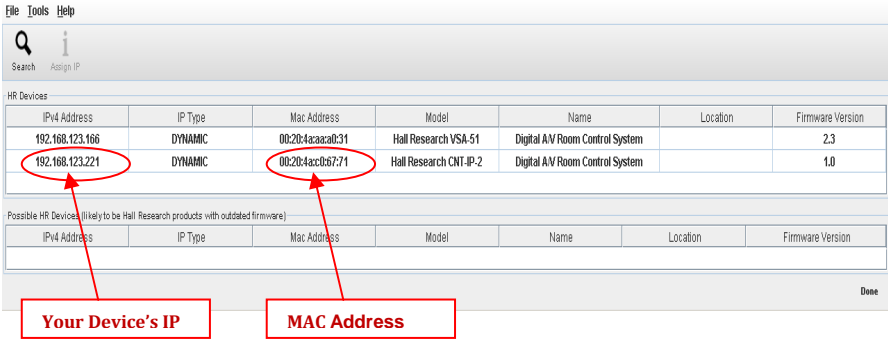 File Tools Help
Search Assign IP
HR Devices
IPv4 Address IP Type Mac Address Model Name Location Firmware Version
192.168.123.166 DYNAMIC 00:20:4a:aa:a0:31 Hall Research VSA-51 Digital A/V Room Control System 2.3
192.168.123.221 DYNAMIC 00:20:4a:c0:67:71 Hall Research CNT-IP-2 Digital A/V Room Control System 1.0
Possible HR Devices (likely to be Hall Research products with outdated firmware)
IPv4 Address IP Type Mac Address Model Name Location Firmware Version
Done
Your Device's IP MAC Address